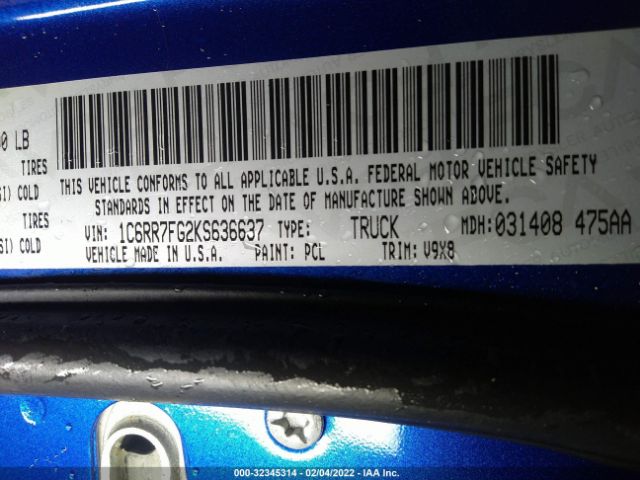 0 LB
TIRES
SI) COLD
TIRES
SI) COLD
THIS VEHICLE CONFORMS TO ALL APPLICABLE U.S.A. FEDERAL MOTOR VEHICLE SAFETY
STANDARDS IN EFFECT ON THE DATE OF MANUFACTURE SHOWN ABOVE.
VIN: 1C6RR7FG2KS636637 TYPE: TRUCK MDH: 031408 475AA
VEHICLE MADE IN U.S.A. PAINT: PCL TRIM: V9X8
000-32345314 - 02/04/2022 - IAA Inc.